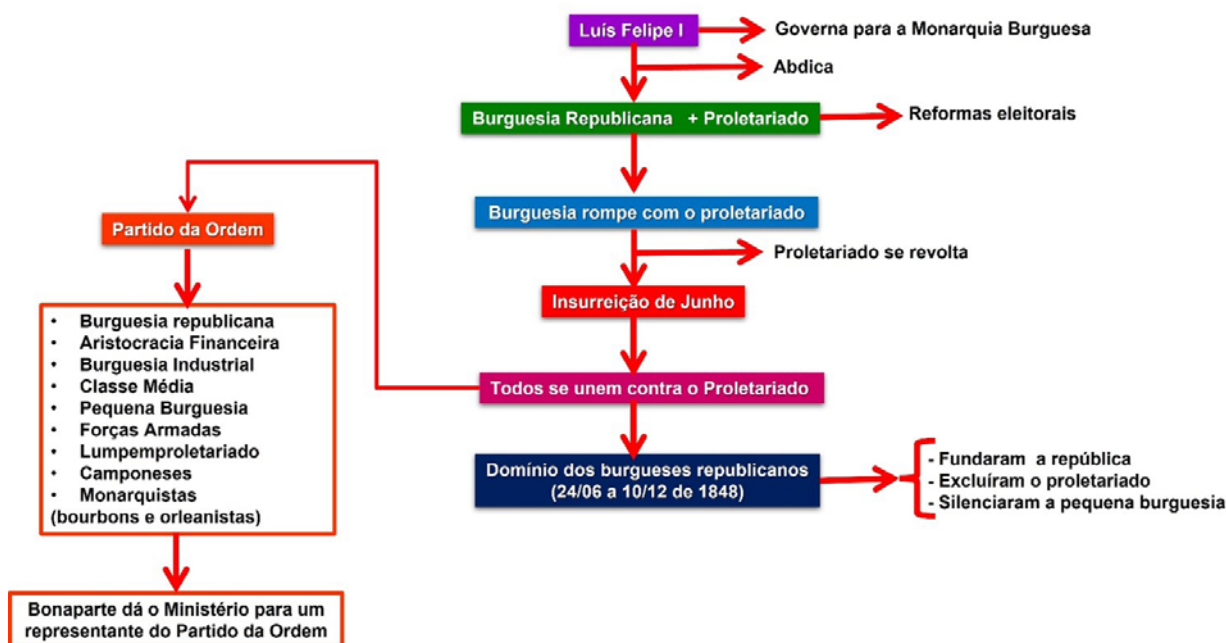 Luís Felipe I
Governa para a Monarquia Burguesa
Abdica
Burguesia Republicana + Proletariado
Reformas eleitorais
Burguesia rompe com o proletariado
Proletariado se revolta
Insurreição de Junho
Todos se unem contra o Proletariado
Domínio dos burgueses republicanos
(24/06 a 10/12 de 1848)
- Fundaram a república
- Excluíram o proletariado
- Silenciaram a pequena burguesia
Partido da Ordem
• Burguesia republicana
• Aristocracia Financeira
• Burguesia Industrial
• Classe Média
• Pequena Burguesia
• Forças Armadas
• Lumpemproletariado
• Camponeses
• Monarquistas
(bourbons e orleanistas)
Bonaparte dá o Ministério para um
representante do Partido da Ordem